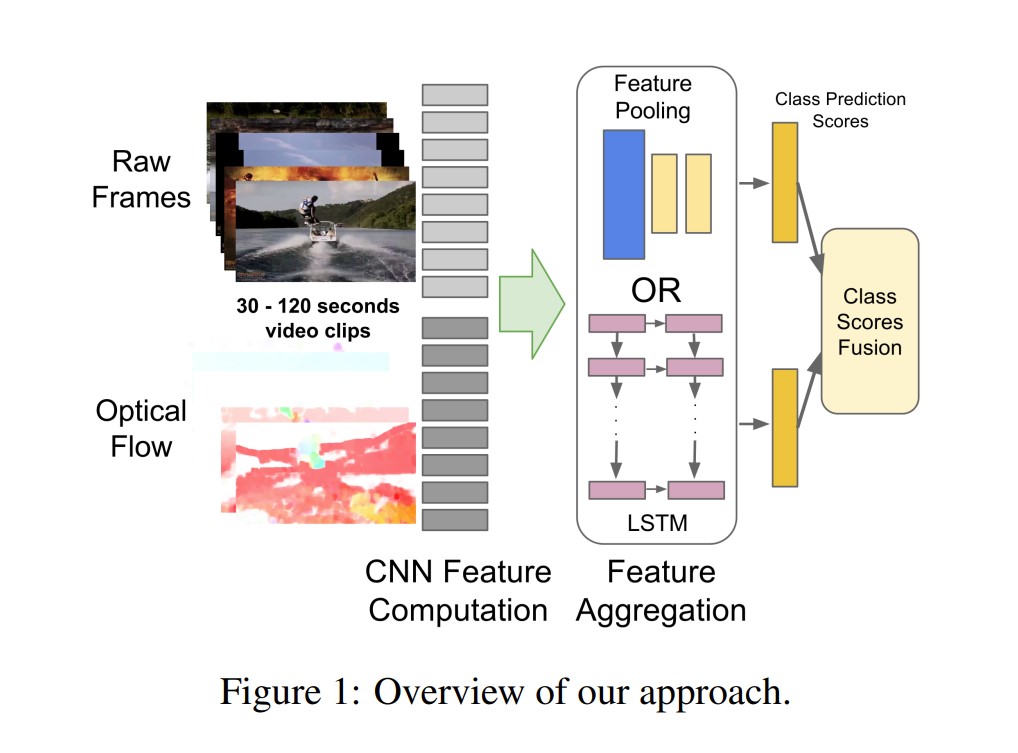 Raw
Frames
30 - 120 seconds
video clips
Optical
Flow
CNN Feature
Computation
Feature
Pooling
OR
LSTM
Feature
Aggregation
Class Prediction
Scores
Class
Scores
Fusion
Figure 1: Overview of our approach.